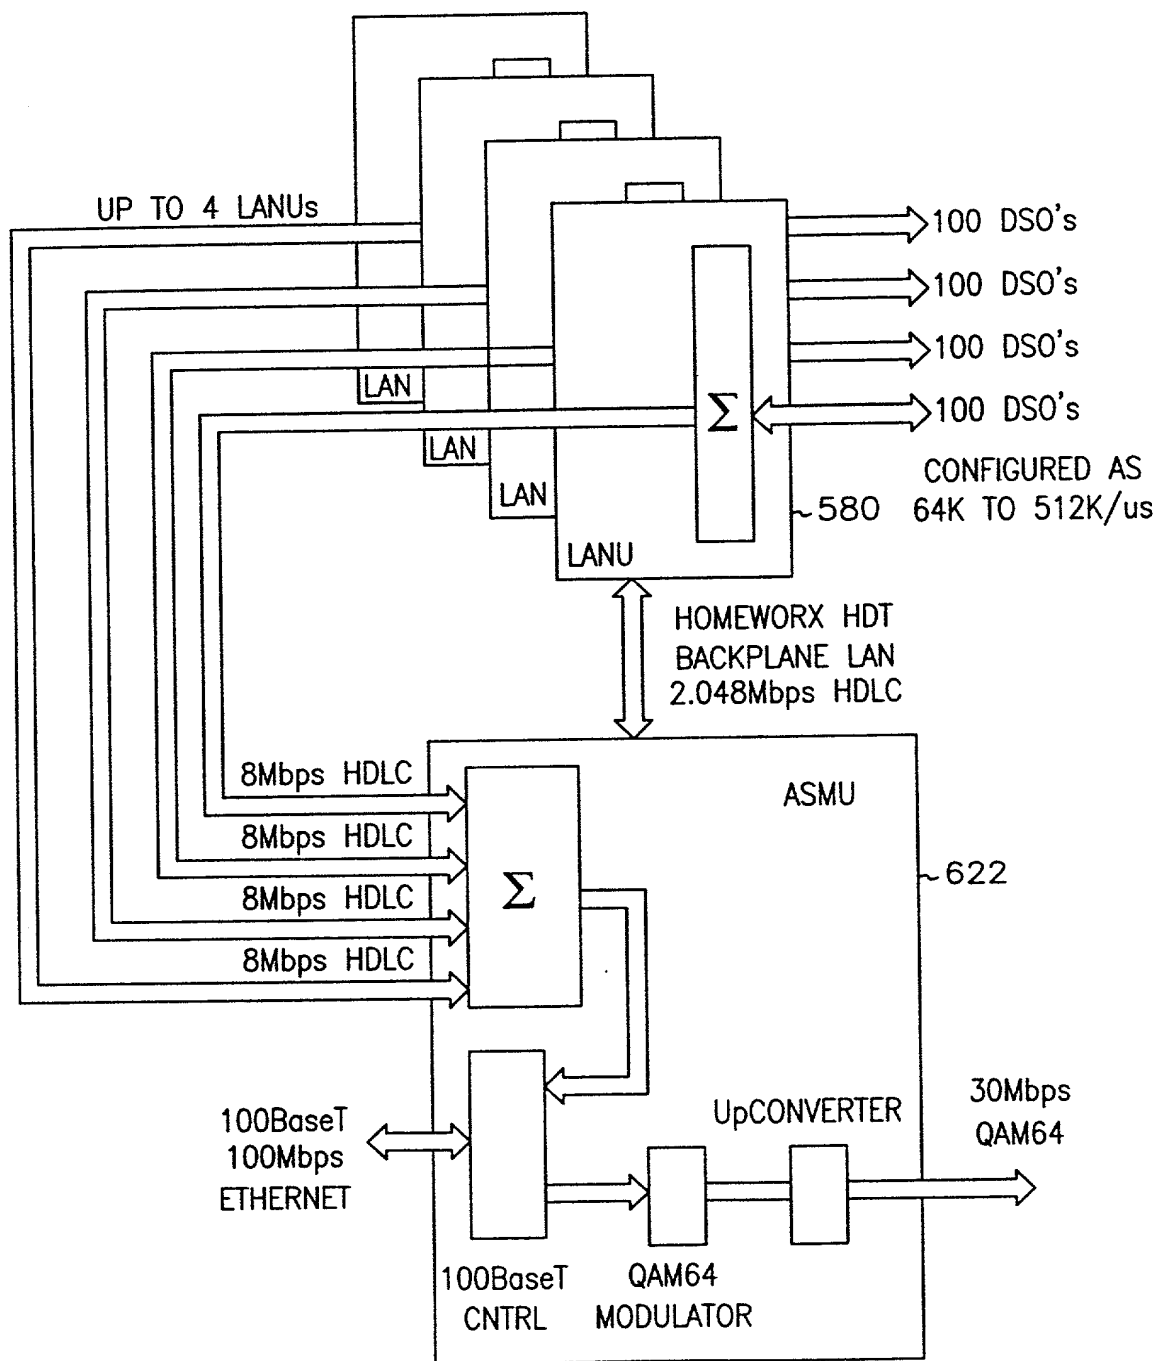 UP TO 4 LANUs
100 DSO's
100 DSO's
100 DSO's
100 DSO's
CONFIGURED AS
64K TO 512K/us
580
LAN
LAN
LAN
LANU
Σ
HOMEWORX HDT
BACKPLANE LAN
2.048Mbps HDLC
8Mbps HDLC
8Mbps HDLC
8Mbps HDLC
8Mbps HDLC
Σ
ASMU
622
100BaseT
100Mbps
ETHERNET
UpCONVERTER
30Mbps
QAM64
100BaseT
CNTRL
QAM64
MODULATOR